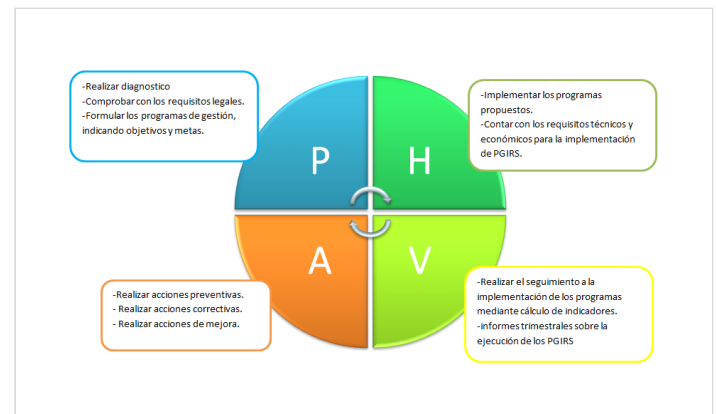 -Realizar diagnostico
-Comprobar con los requisitos legales.
-Formular los programas de gestión,
indicando objetivos y metas.
-Implementar los programas
propuestos.
-Contar con los requisitos técnicos y
económicos para la implementación
de PGIRS.
P
H
A
V
-Realizar acciones preventivas.
- Realizar acciones correctivas.
- Realizar acciones de mejora.
-Realizar el seguimiento a la
implementación de los programas
mediante cálculo de indicadores.
-Informes trimestrales sobre la
ejecución de los PGIRS